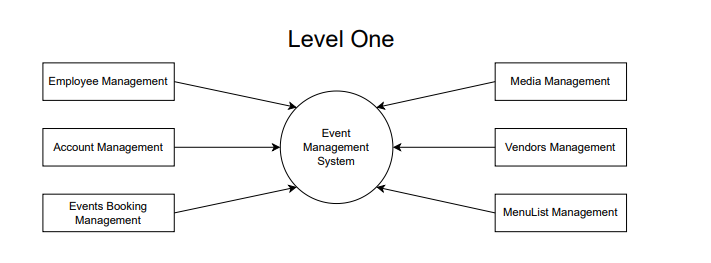 Level One
Employee Management
Media Management
Event
Management
System
Account Management
Vendors Management
Events Booking
Management
MenuList Management